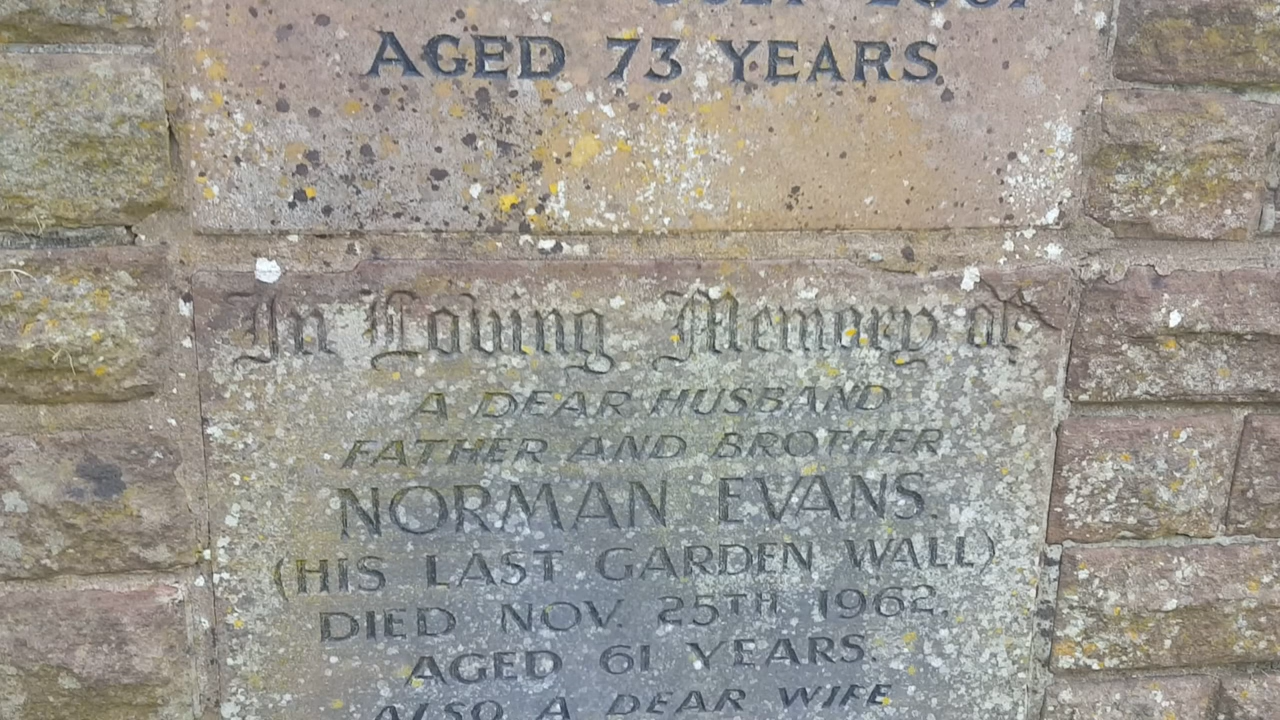 AGED 73 YEARS
In Loving Memory of
A DEAR HUSBAND
FATHER AND BROTHER
NORMAN EVANS.
(HIS LAST GARDEN WALL)
DIED NOV. 25TH 1962.
AGED 61 YEARS.
ALSO A DEAR WIFE